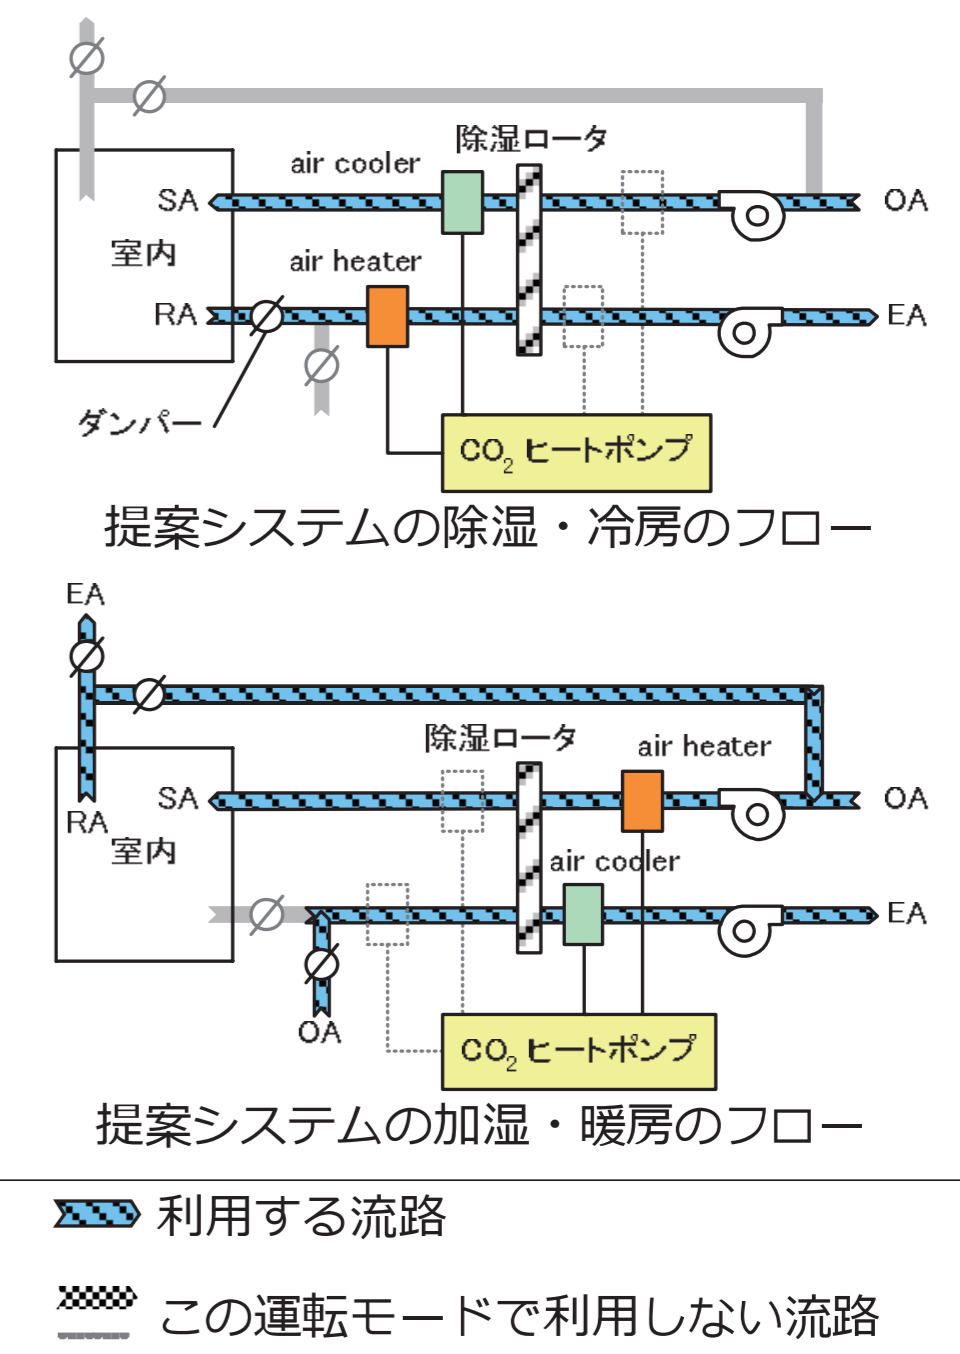 除湿ロータ
air cooler
SA
OA
室内
air heater
RA
EA
ダンパー
CO2 ヒートポンプ
提案システムの除湿・冷房のフロー
EA
除湿ロータ
air heater
SA
OA
RA
室内
air cooler
EA
OA
CO2 ヒートポンプ
提案システムの加湿・暖房のフロー
利用する流路
この運転モードで利用しない流路